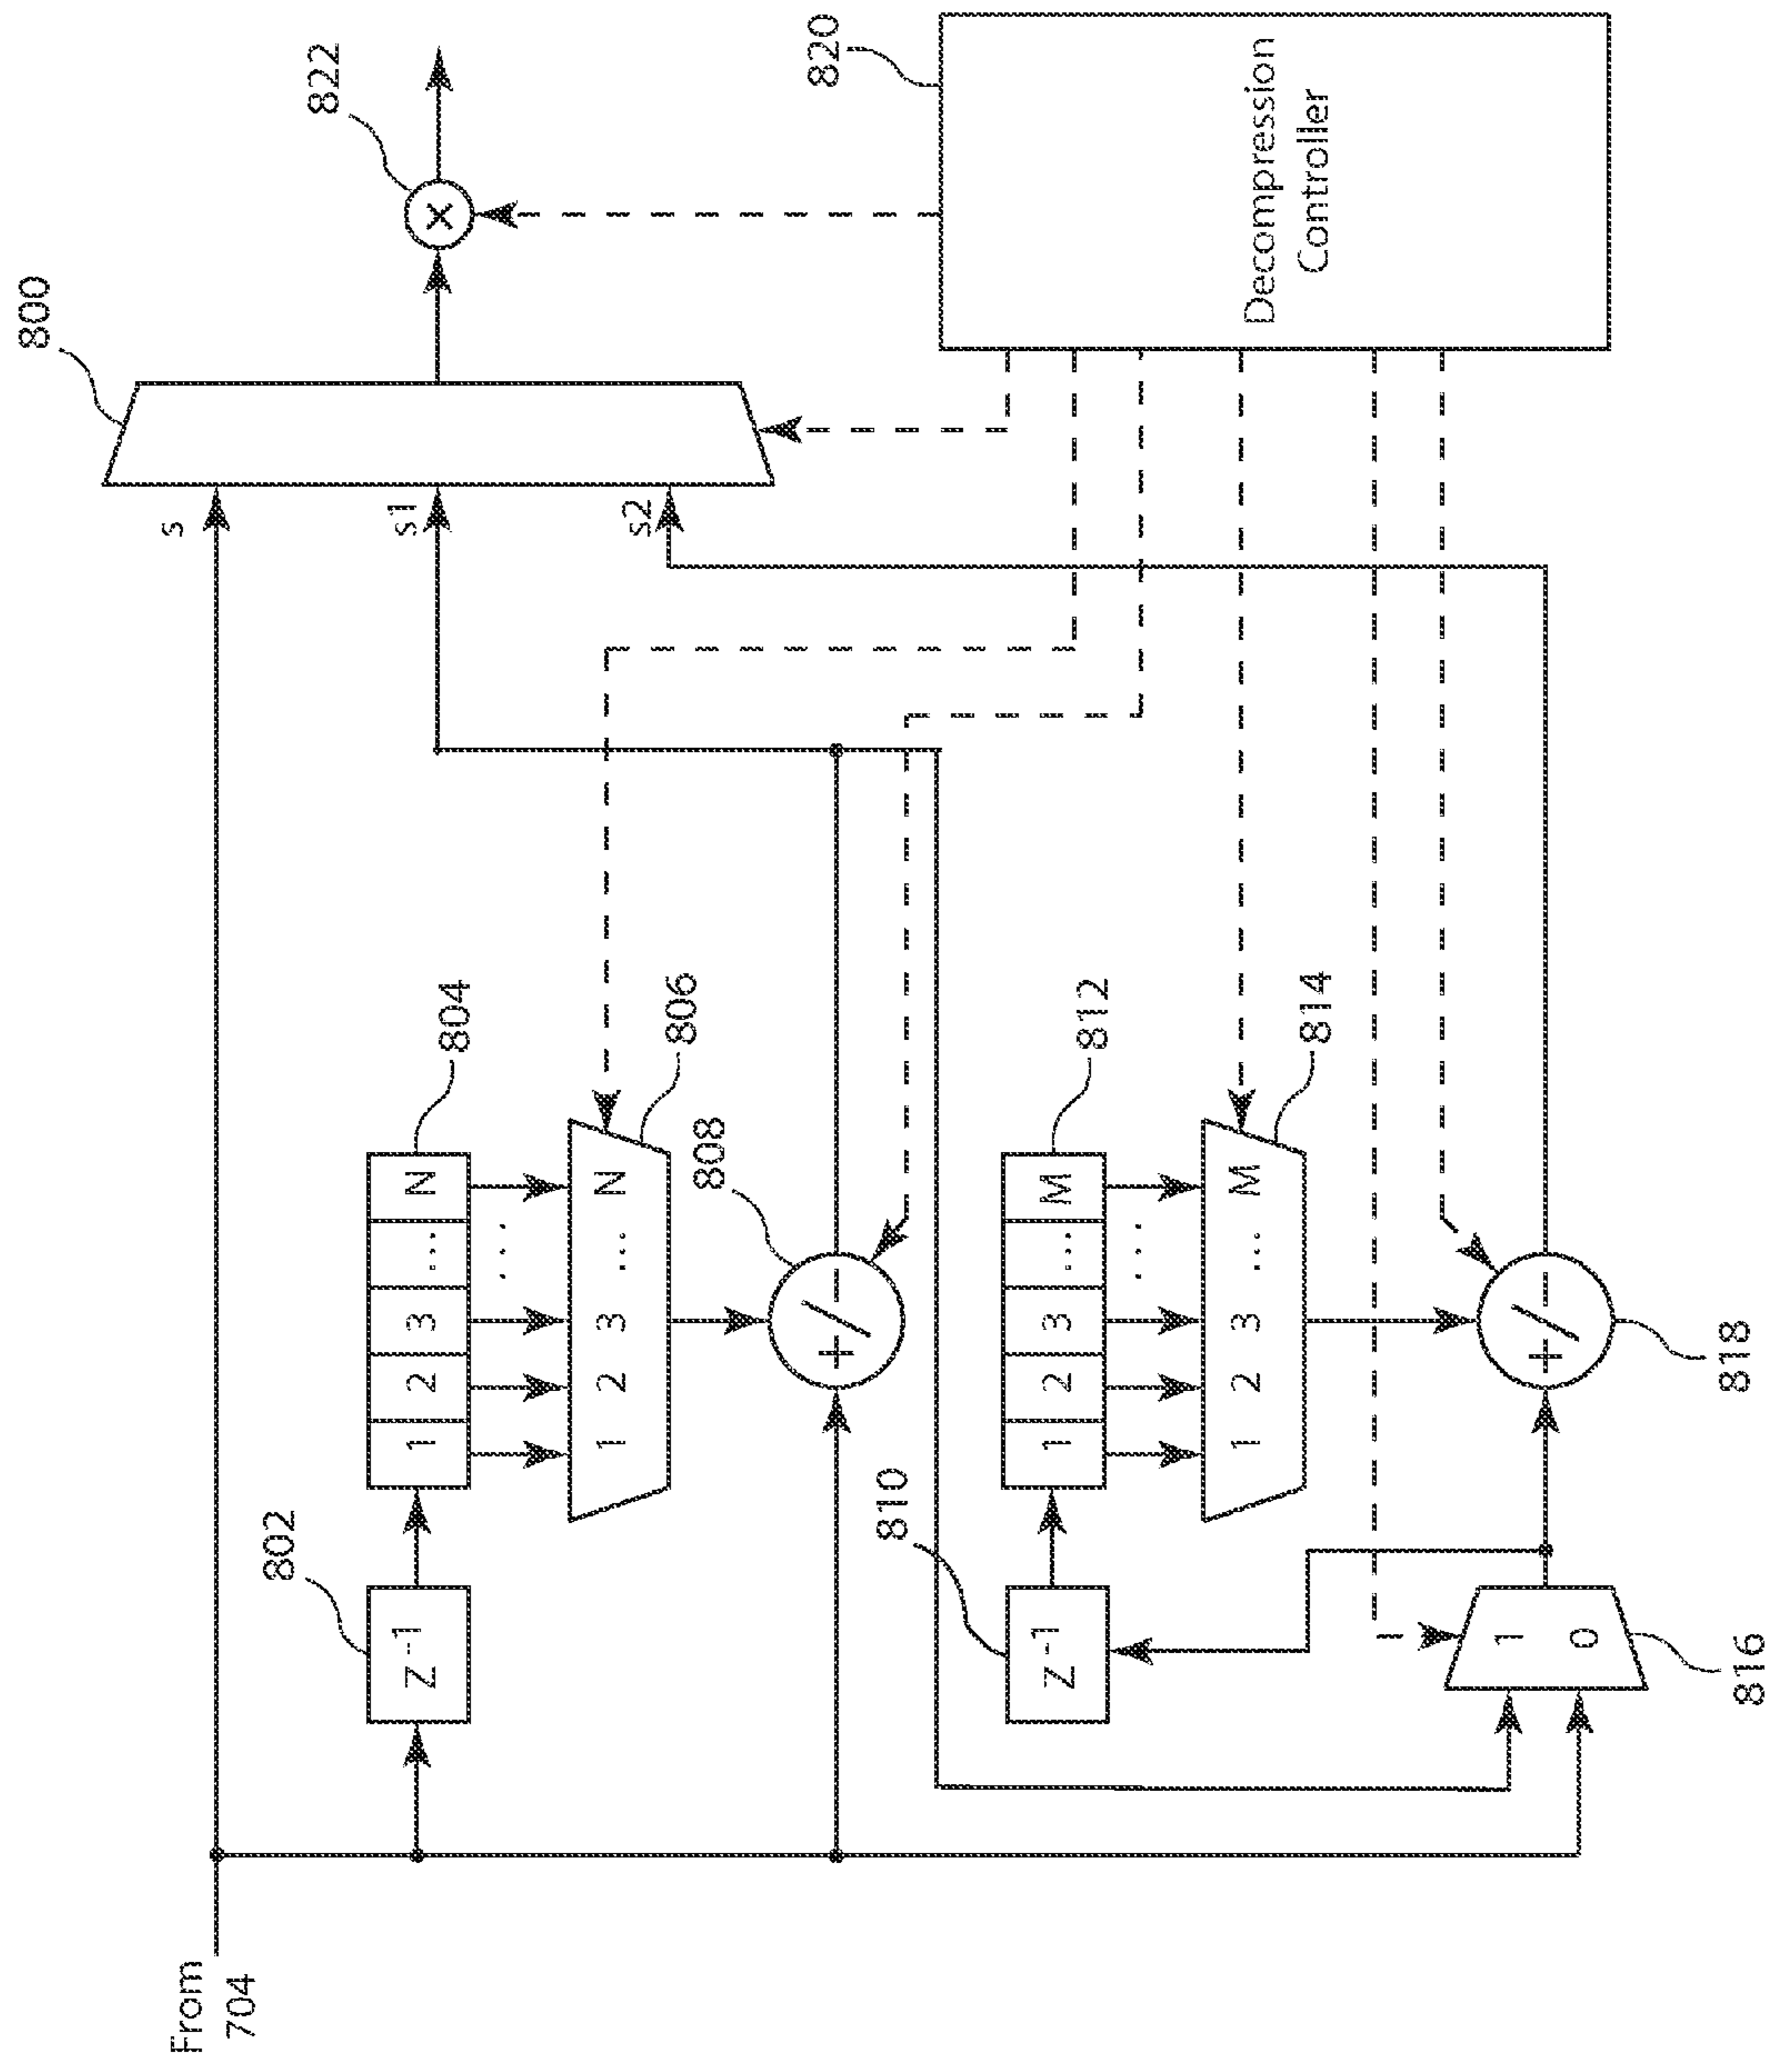 From
704
s
s1
s2
800
822
802
Z⁻¹
1 2 3 ... N
804
...
1 2 3 ... N
806
808
+ / −
810
Z⁻¹
1 2 3 ... M
812
...
1 2 3 ... M
814
816
1
0
+ / −
818
820
Decompression
Controller
×